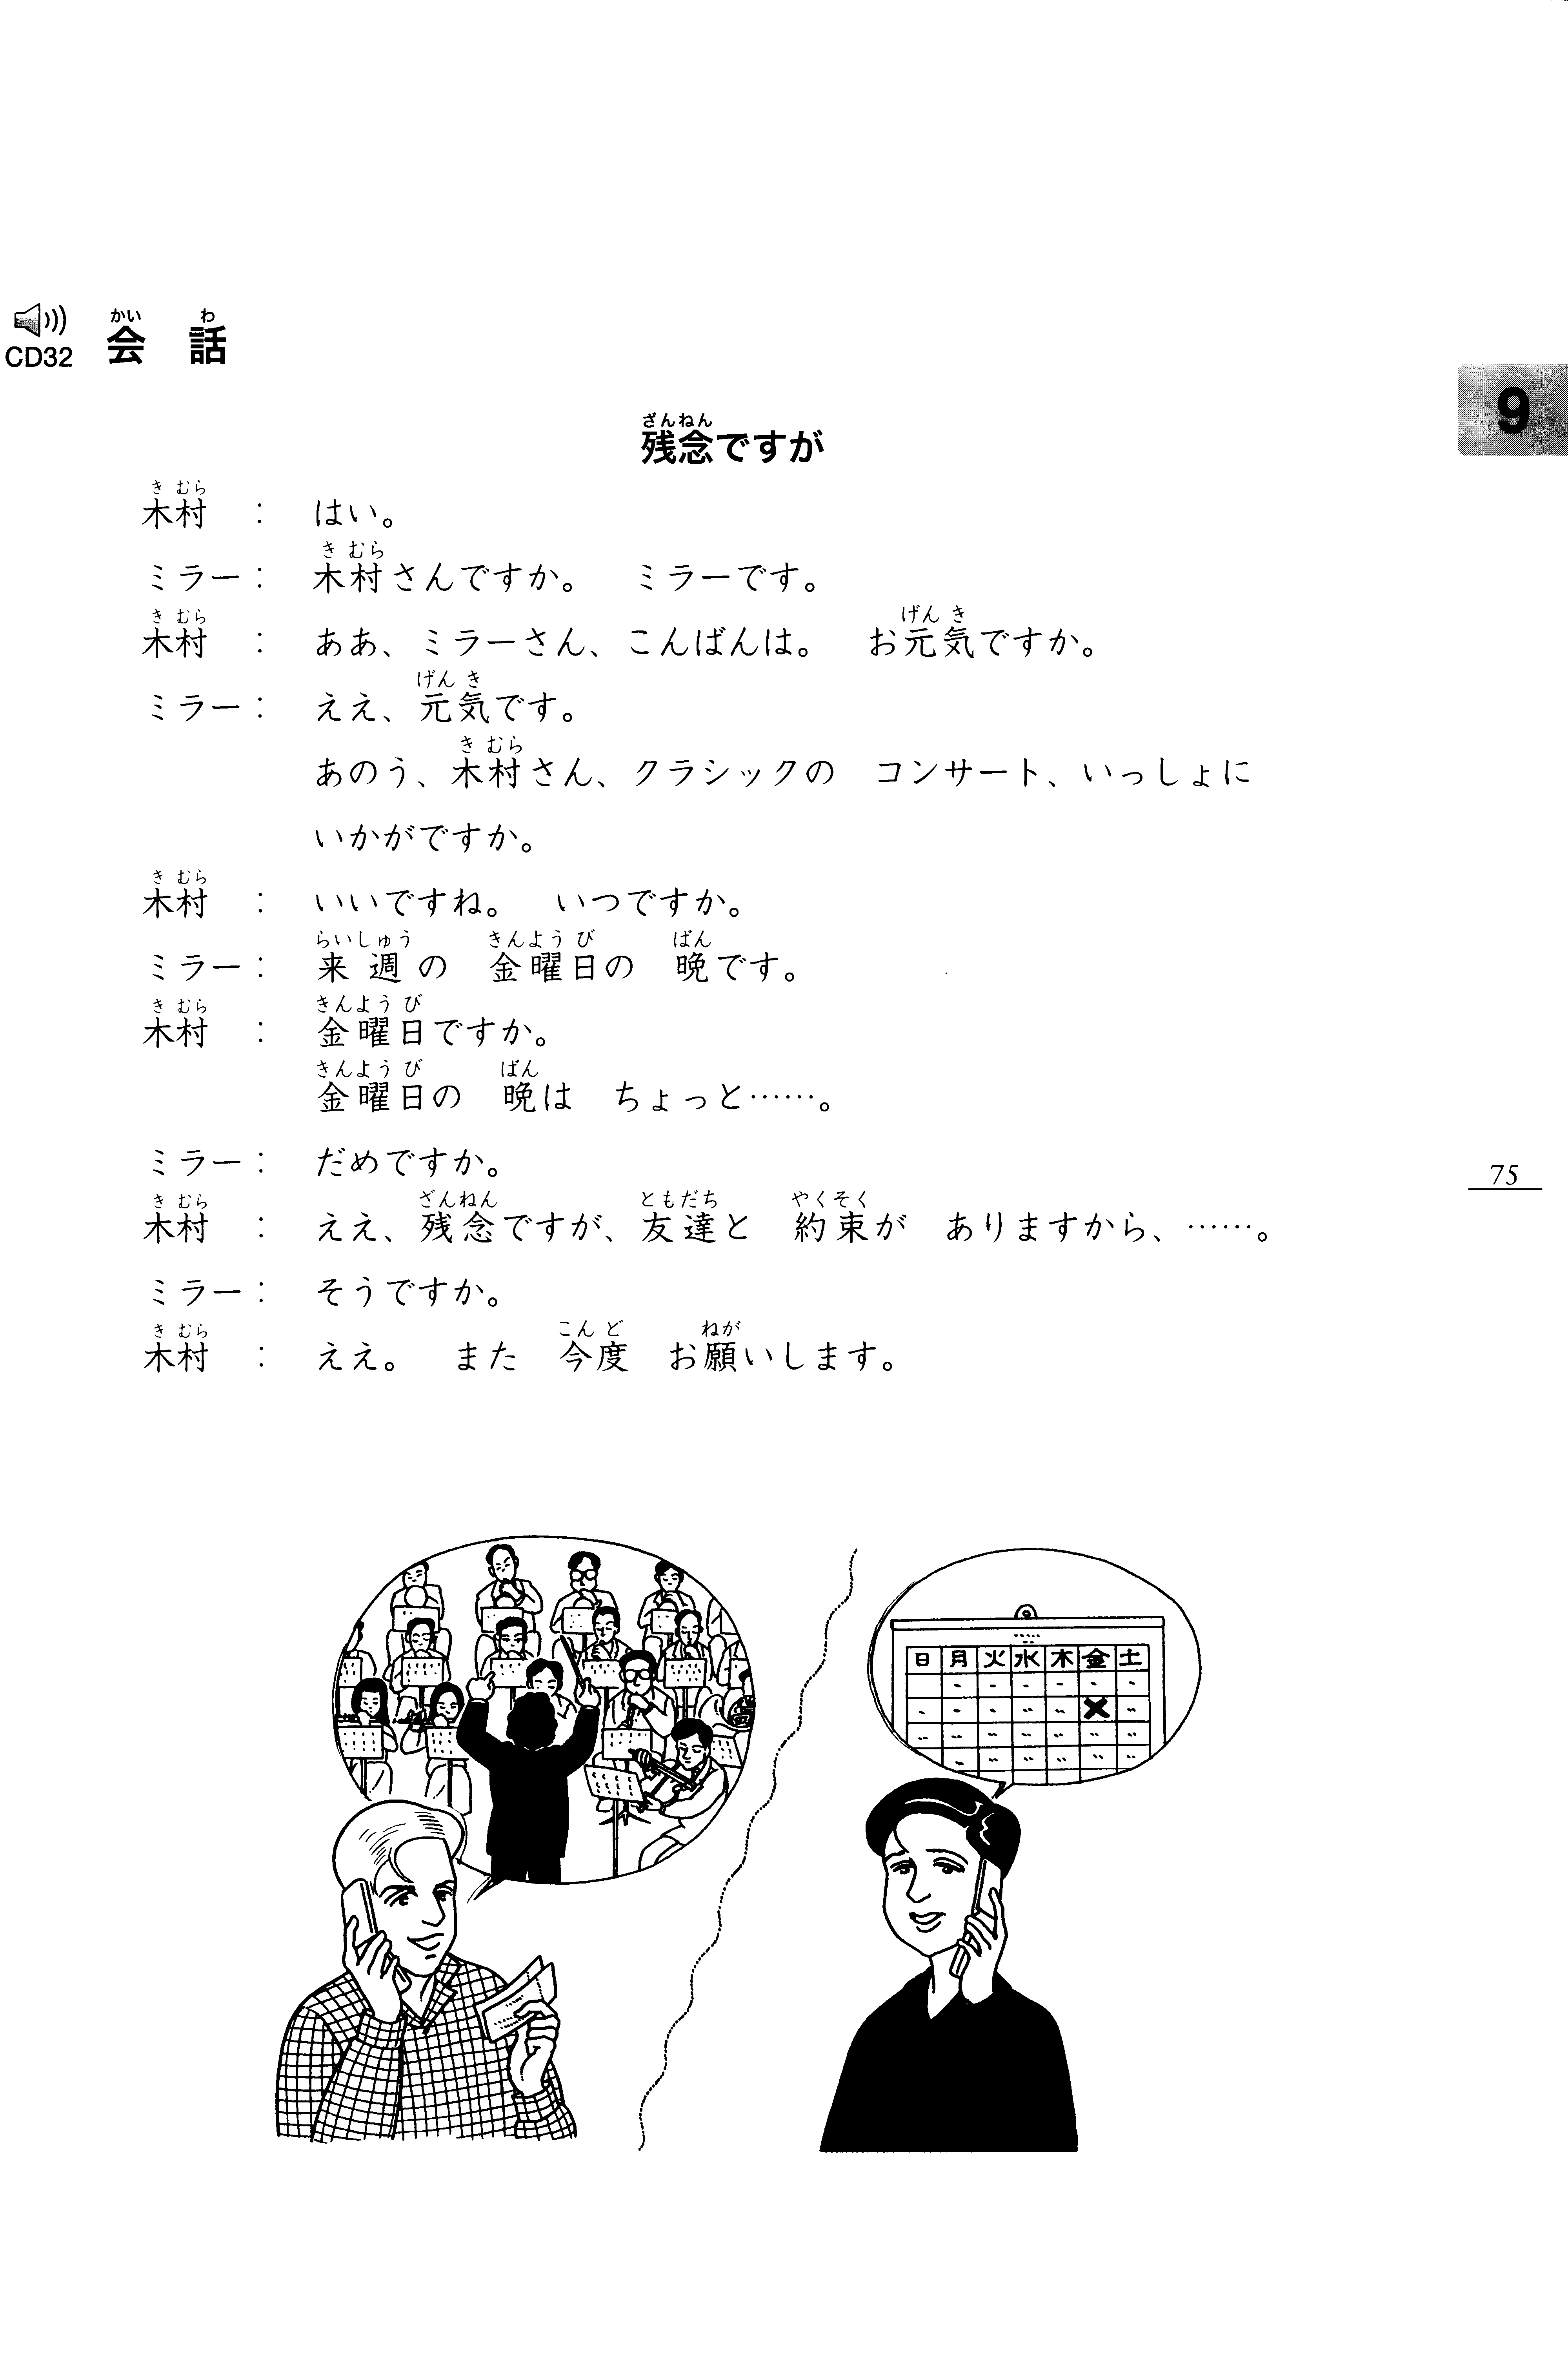 CD32
会話
かい わ
9
ざんねん
残念ですが
き むら
木村 : はい。
き むら
ミラー: 木村さんですか。 ミラーです。
き むら げん き
木村 : ああ、ミラーさん、こんばんは。 お元気ですか。
げん き
ミラー: ええ、元気です。
き むら
あのう、木村さん、クラシックの コンサート、いっしょに
いかがですか。
き むら
木村 : いいですね。 いつですか。
らいしゅう きんよう び ばん
ミラー: 来週の 金曜日の 晩です。
き むら きんよう び
木村 : 金曜日ですか。
きんよう び ばん
金曜日の 晩は ちょっと……。
ミラー: だめですか。
き むら ざんねん ともだち やくそく
木村 : ええ、残念ですが、友達と 約束が ありますから、……。
ミラー: そうですか。
き むら こん ど ねが
木村 : ええ。 また 今度 お願いします。
75
9
日 月 火 水 木 金 土